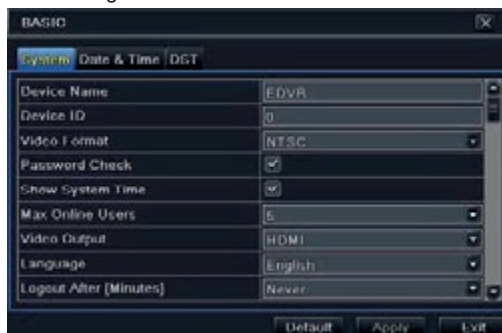 BASIC
System Date & Time DST
Device Name EDVR
Device ID 0
Video Format NTSC
Password Check
Show System Time
Max Online Users 5
Video Output HDMI
Language English
Logout After [Minutes] Never
Default Apply Exit